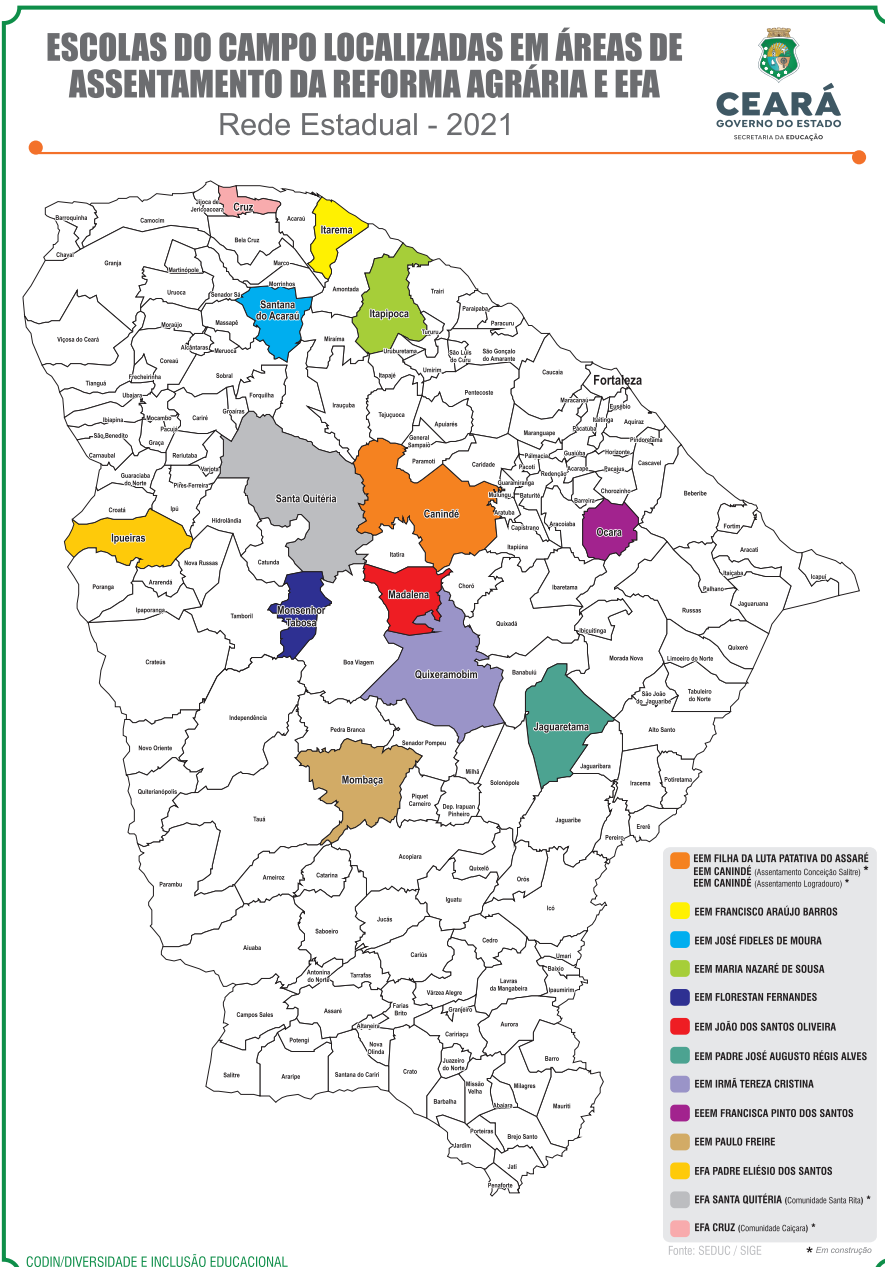 ESCOLAS DO CAMPO LOCALIZADAS EM ÁREAS DE
ASSENTAMENTO DA REFORMA AGRÁRIA E EFA
Rede Estadual - 2021
CEARÁ
GOVERNO DO ESTADO
SECRETARIA DA EDUCAÇÃO
Jijoca de
Jericoacoara
Cruz
Barroquinha
Camocim
Acaraú
Itarema
Bela Cruz
Chaval
Granja
Marco
Martinópole
Morrinhos
Amontada
Trairi
Uruoca
Senador Sá
Santana
do Acaraú
Itapipoca
Paraipaba
Paracuru
Moraújo
Massapê
Tururu
Viçosa do Ceará
Miraíma
Alcântaras
Meruoca
Uruburetama
São Luis
do Curu
São Gonçalo
do Amarante
Coreaú
Umirim
Caucaia
Frecheirinha
Sobral
Itapajé
Fortaleza
Tianguá
Ubajara
Forquilha
Pentecoste
Maracanaú
Irauçuba
Eusébio
Groaíras
Tejuçuoca
Ibiapina
Mocambo
Cariré
Apuiarés
Itaitinga
Aquiraz
Pacujá
Pacatuba
São Benedito
Graça
General
Sampaio
Maranguape
Pindoretama
Carnaubal
Reriutaba
Palmácia
Guaiúba
Horizonte
Paramoti
Caridade
Pacoti
Acarape
Pacajus
Cascavel
Varjota
Redenção
Guaraciaba
do Norte
Pires-Ferreira
Guaramiranga
Chorozinho
Beberibe
Mulungu
Baturité
Barreira
Santa Quitéria
Croatá
Ipú
Canindé
Aratuba
Ocara
Hidrolândia
Capistrano
Aracoiaba
Fortim
Ipueiras
Itapiúna
Aracati
Itatira
Nova Russas
Catunda
Itaiçaba
Icapuí
Poranga
Ararendá
Madalena
Choró
Ibaretama
Palhano
Jaguaruana
Ipaporanga
Monsenhor
Tabosa
Russas
Tamboril
Quixadá
Ibicuitinga
Quixeré
Crateús
Boa Viagem
Morada Nova
Limoeiro do Norte
Quixeramobim
Banabuiú
São João
do Jaguaribe
Tabuleiro
do Norte
Independência
Jaguaretama
Alto Santo
Pedra Branca
Novo Oriente
Senador Pompeu
Mombaça
Milhã
Jaguaribara
Solonópole
Iracema
Potiretama
Quiterianópolis
Piquet
Carneiro
Dep. Irapuan
Pinheiro
Tauá
Jaguaribe
Ererê
Pereiro
Acopiara
Quixelô
Arneiroz
Catarina
Orós
Parambu
Iguatu
Icó
Saboeiro
Jucás
Aiuaba
Cariús
Cedro
Umari
Baixio
Antonina
do Norte
Tarrafas
Lavras
da Mangabeira
Ipaumirim
Várzea Alegre
Campos Sales
Assaré
Farias
Brito
Granjeiro
Altaneira
Aurora
Caririaçu
Potengi
Nova
Olinda
Barro
Juazeiro
do Norte
Salitre
Araripe
Santana do Cariri
Crato
Missão
Velha
Milagres
Barbalha
Abaiara
Mauriti
Porteiras
Brejo Santo
Jardim
Jati
Penaforte
EEM FILHA DA LUTA PATATIVA DO ASSARÉ
EEM CANINDÉ (Assentamento Conceição Salitre) *
EEM CANINDÉ (Assentamento Logradouro) *
EEM FRANCISCO ARAÚJO BARROS
EEM JOSÉ FIDELES DE MOURA
EEM MARIA NAZARÉ DE SOUSA
EEM FLORESTAN FERNANDES
EEM JOÃO DOS SANTOS OLIVEIRA
EEM PADRE JOSÉ AUGUSTO RÉGIS ALVES
EEM IRMÃ TEREZA CRISTINA
EEEM FRANCISCA PINTO DOS SANTOS
EEM PAULO FREIRE
EFA PADRE ELIÉSIO DOS SANTOS
EFA SANTA QUITÉRIA (Comunidade Santa Rita) *
EFA CRUZ (Comunidade Caiçara) *
Fonte: SEDUC / SIGE
* Em construção
CODIN/DIVERSIDADE E INCLUSÃO EDUCACIONAL